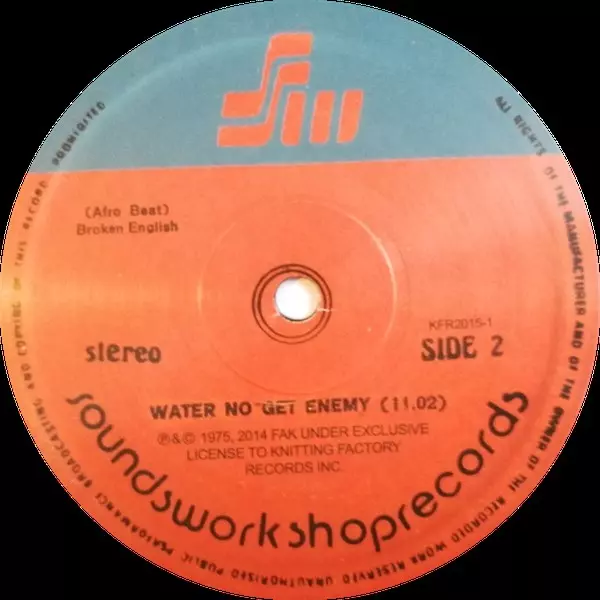 (Afro Beat)
Broken English
KFR2015-1
stereo
SIDE 2
WATER NO GET ENEMY (11.02)
℗&© 1975, 2014 FAK UNDER EXCLUSIVE
LICENSE TO KNITTING FACTORY
RECORDS INC.
soundsworkshoprecords
ALL RIGHTS OF THE MANUFACTURER AND OF THE OWNER OF THE RECORDED WORK RESERVED UNAUTHORISED PUBLIC PERFORMANCE BROADCASTING AND COPYING OF THIS RECORD PROHIBITED